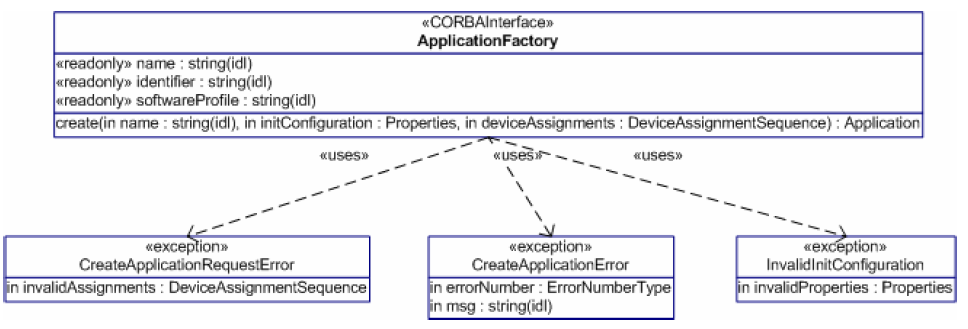 «CORBAInterface»
ApplicationFactory
«readonly» name : string(idl)
«readonly» identifier : string(idl)
«readonly» softwareProfile : string(idl)
create(in name : string(idl), in initConfiguration : Properties, in deviceAssignments : DeviceAssignmentSequence) : Application
«uses» «uses» «uses»
«exception»
CreateApplicationRequestError
in invalidAssignments : DeviceAssignmentSequence
«exception»
CreateApplicationError
in errorNumber : ErrorNumberType
in msg : string(idl)
«exception»
InvalidInitConfiguration
in invalidProperties : Properties